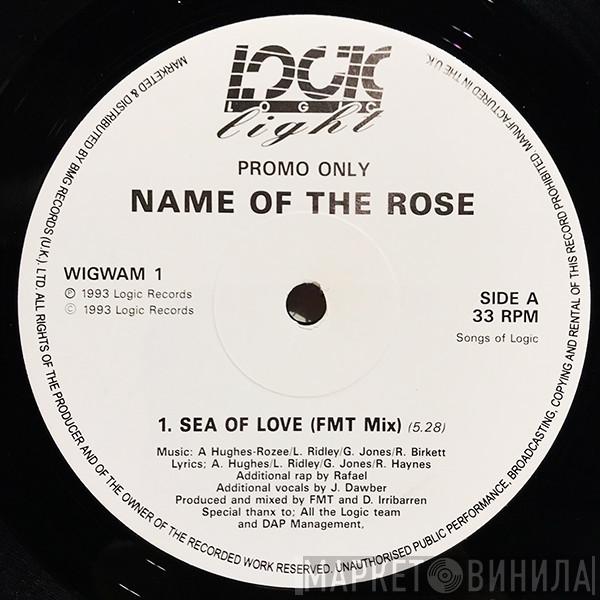 LOGIC
LOGIC
light
PROMO ONLY
NAME OF THE ROSE
WIGWAM 1
℗ 1993 Logic Records
© 1993 Logic Records
SIDE A
33 RPM
Songs of Logic
1. SEA OF LOVE (FMT Mix) (5.28)
Music: A Hughes-Rozee/L. Ridley/G. Jones/R. Birkett
Lyrics; A. Hughes/L. Ridley/G. Jones/R. Haynes
Additional rap by Rafael
Additional vocals by J. Dawber
Produced and mixed by FMT and D. Irribarren
Special thanx to; All the Logic team
and DAP Management,
MARKETED & DISTRIBUTED BY BMG RECORDS (U.K.). LTD. ALL RIGHTS OF THE PRODUCER AND OF THE OWNER OF THE RECORDED WORK RESERVED. UNAUTHORISED PUBLIC PERFORMANCE, BROADCASTING, COPYING AND RENTAL OF THIS RECORD PROHIBITED. MANUFACTURED IN THE U.K.
МАРКЕТ ВИНИЛА